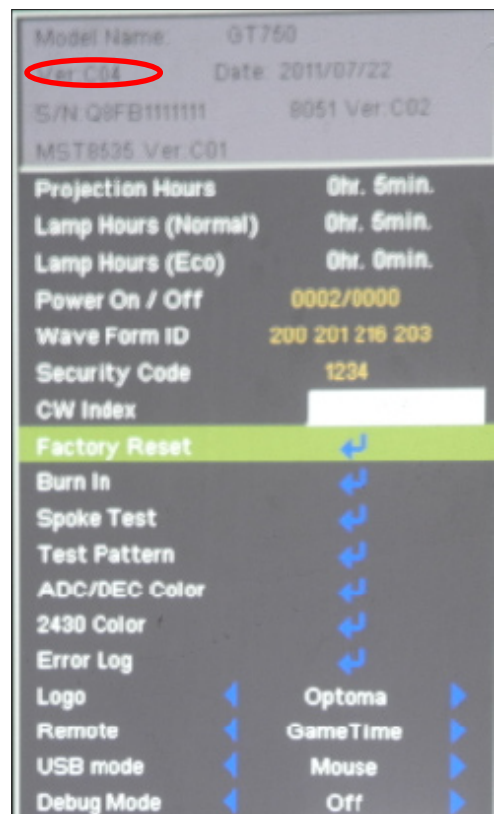 Model Name: GT750
Ver:C04 Date: 2011/07/22
S/N:Q8FB1111111 8051 Ver:C02
MST8535 Ver:C01
Projection Hours 0hr. 5min.
Lamp Hours (Normal) 0hr. 5min.
Lamp Hours (Eco) 0hr. 0min.
Power On / Off 0002/0000
Wave Form ID 200 201 216 203
Security Code 1234
CW Index
Factory Reset
Burn In
Spoke Test
Test Pattern
ADC/DEC Color
2430 Color
Error Log
Logo Optoma
Remote GameTime
USB mode Mouse
Debug Mode Off